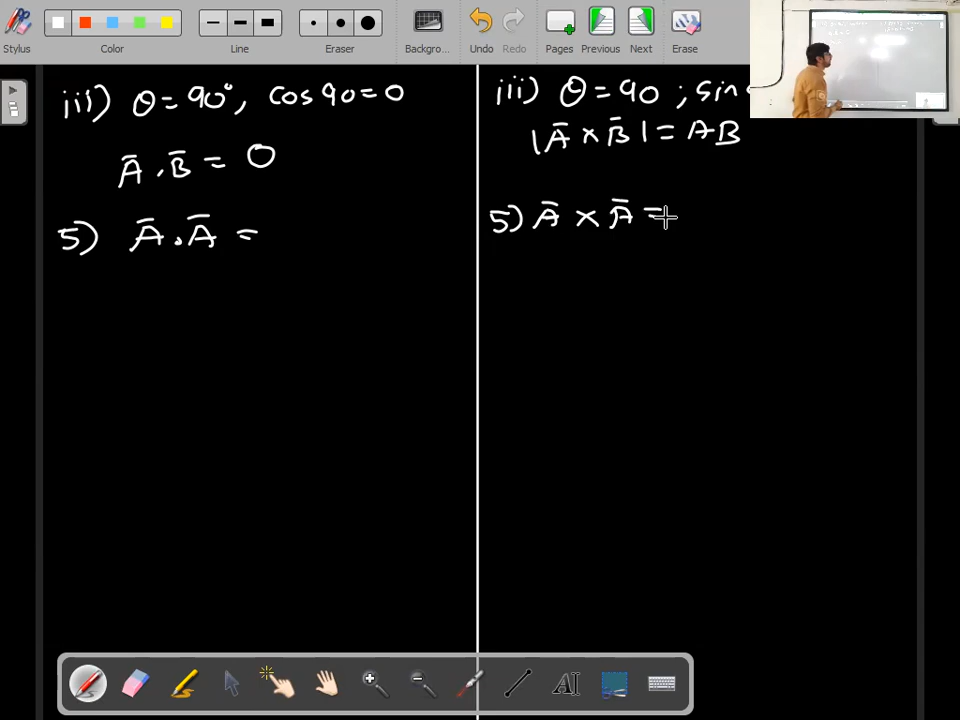 Stylus Color Line Eraser Backgro... Undo Redo Pages Previous Next Erase
iii) θ = 90°, cos 90 = 0
Ā . B̄ = 0
5) Ā . Ā =
iii) θ = 90 ; sin
|Ā × B̄| = AB
5) Ā × Ā =